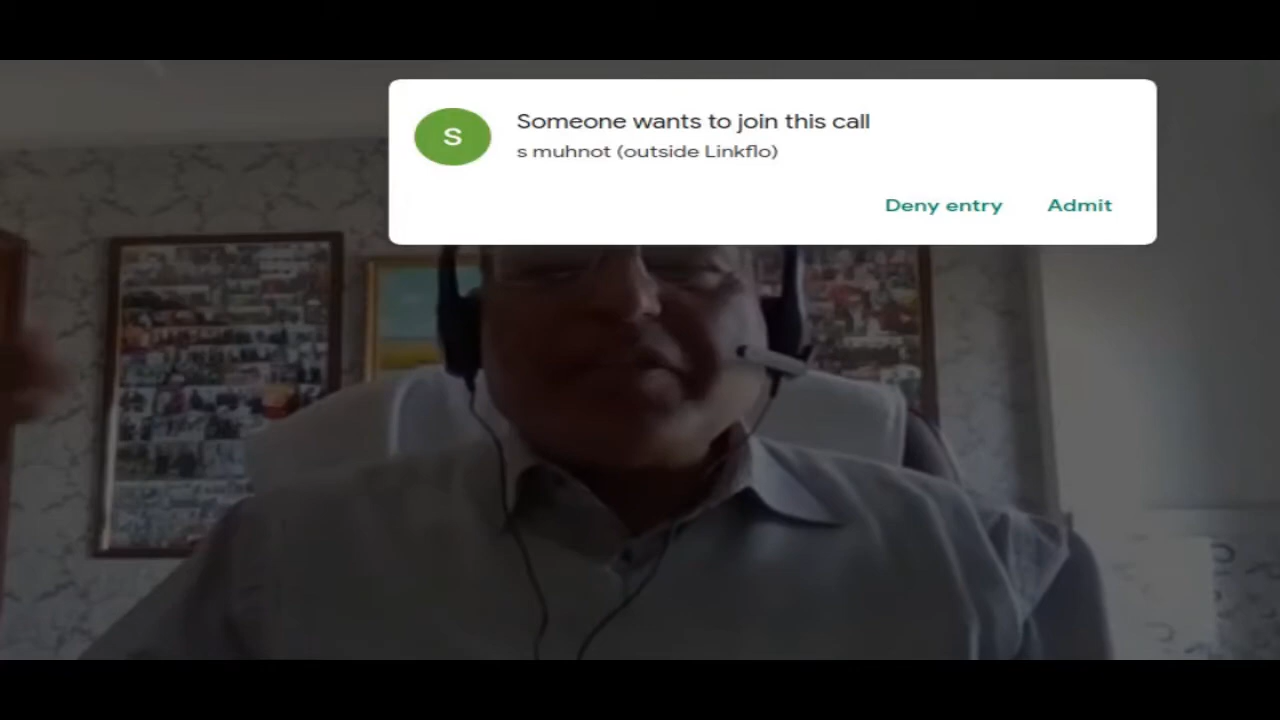 S
Someone wants to join this call
s muhnot (outside Linkflo)
Deny entry
Admit